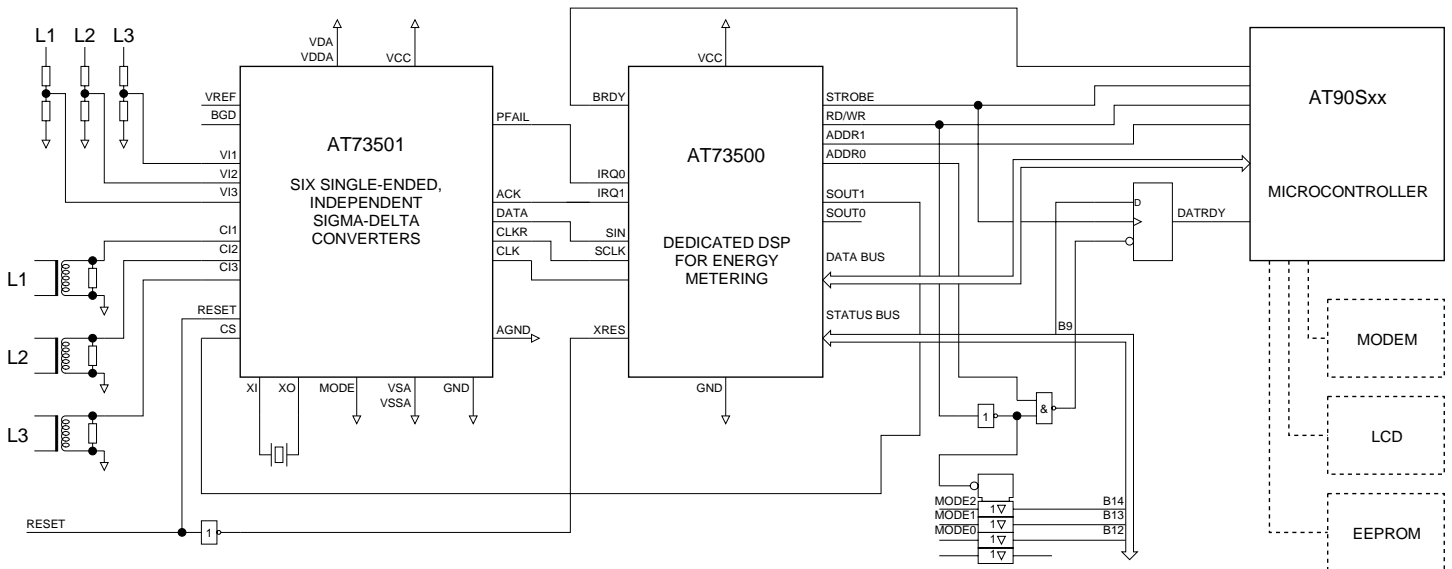 L1 L2 L3
VDA
VDDA
VCC
VREF
BGD
VI1
VI2
VI3
CI1
CI2
CI3
L1
L2
L3
RESET
CS
AT73501
SIX SINGLE-ENDED,
INDEPENDENT
SIGMA-DELTA
CONVERTERS
PFAIL
ACK
DATA
CLKR
CLK
AGND
XI
XO
MODE
VSA
VSSA
GND
RESET
1
VCC
BRDY
IRQ0
IRQ1
SIN
SCLK
XRES
AT73500
DEDICATED DSP
FOR ENERGY
METERING
STROBE
RD/WR
ADDR1
ADDR0
SOUT1
SOUT0
DATA BUS
STATUS BUS
GND
B9
D
DATRDY
1
&
MODE2 1 B14
MODE1 1 B13
MODE0 1 B12
1
AT90Sxx
MICROCONTROLLER
MODEM
LCD
EEPROM